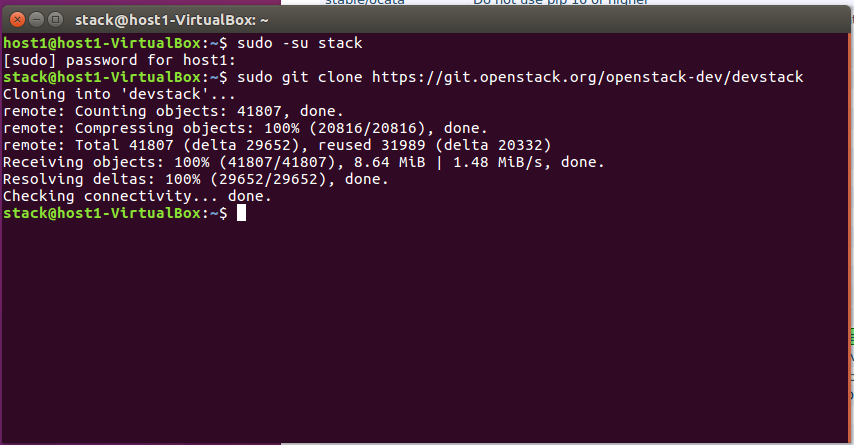 stable/ocata Do not use pip 10 or higher
stack@host1-VirtualBox: ~
host1@host1-VirtualBox:~$ sudo -su stack
[sudo] password for host1:
stack@host1-VirtualBox:~$ sudo git clone https://git.openstack.org/openstack-dev/devstack
Cloning into 'devstack'...
remote: Counting objects: 41807, done.
remote: Compressing objects: 100% (20816/20816), done.
remote: Total 41807 (delta 29652), reused 31989 (delta 20332)
Receiving objects: 100% (41807/41807), 8.64 MiB | 1.48 MiB/s, done.
Resolving deltas: 100% (29652/29652), done.
Checking connectivity... done.
stack@host1-VirtualBox:~$